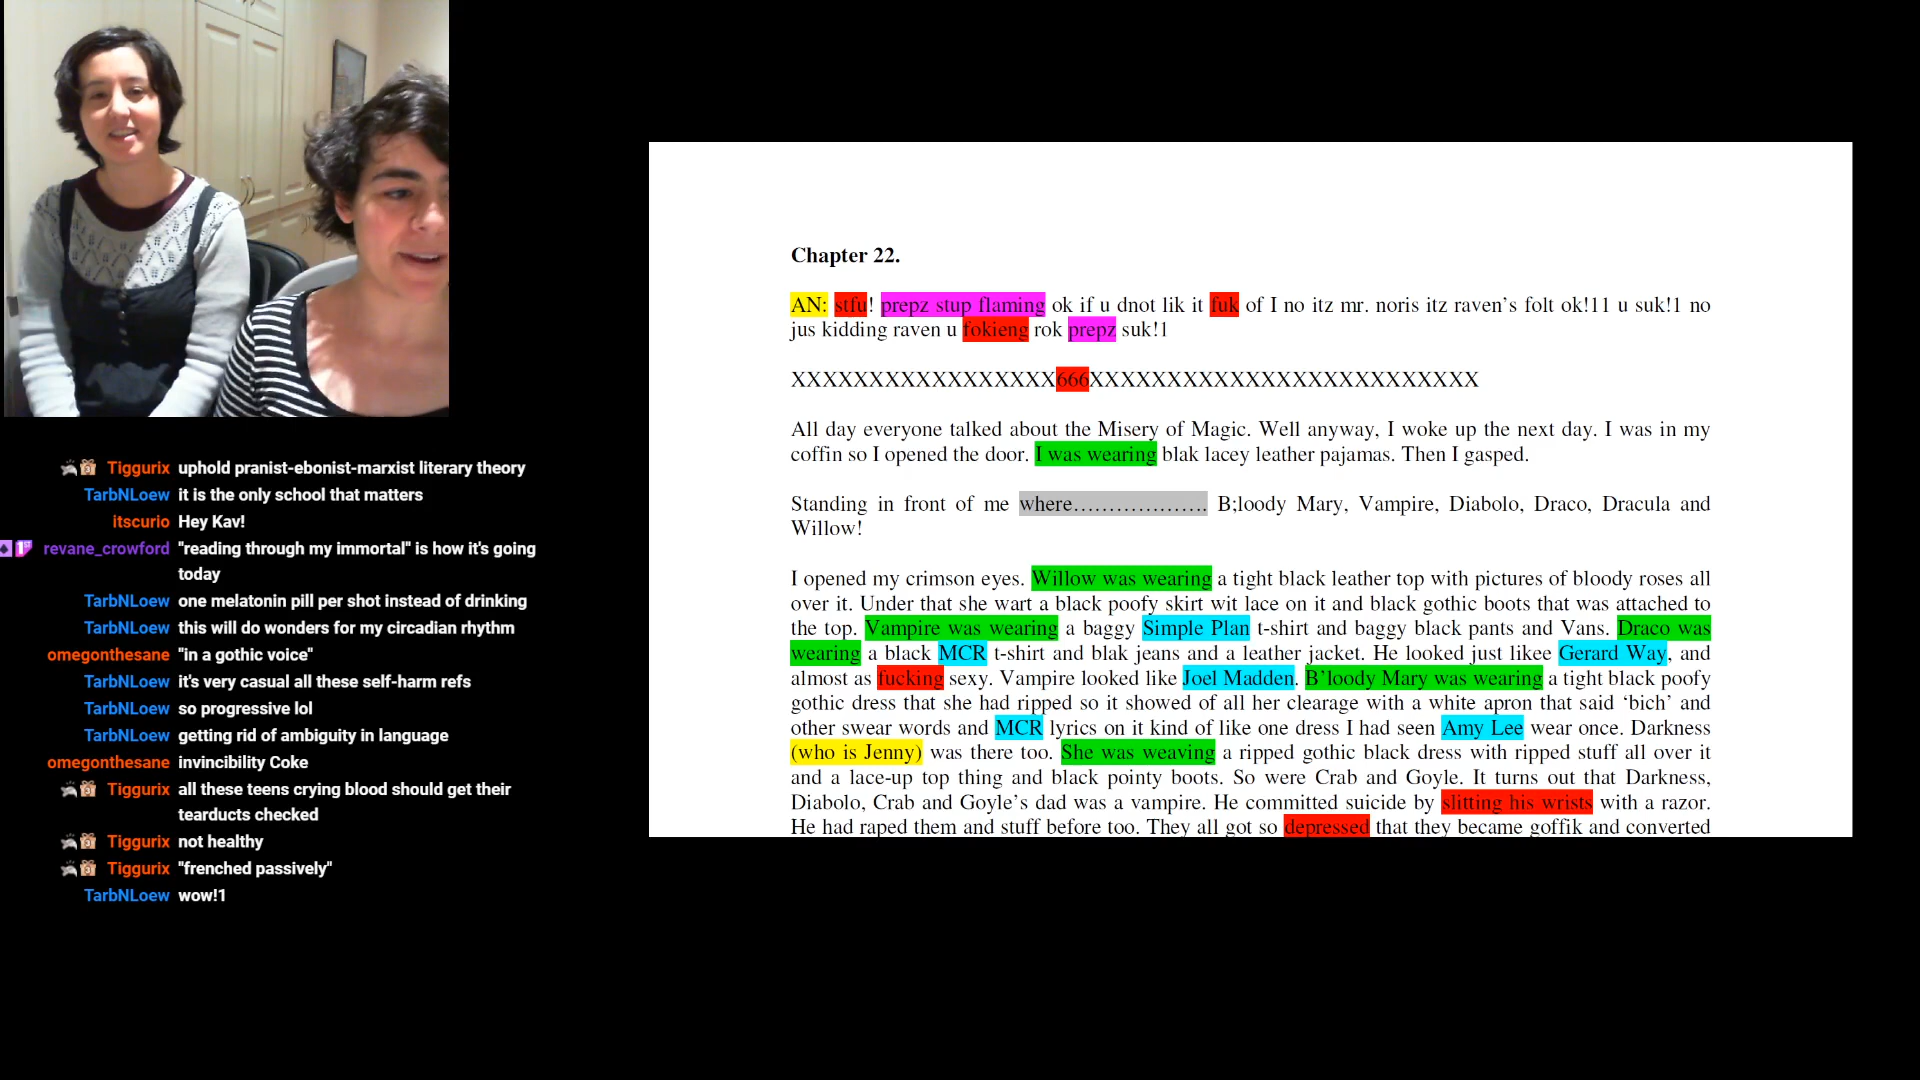 Tiggurix uphold pranist-ebonist-marxist literary theory
TarbNLoew it is the only school that matters
itscurio Hey Kav!
revane_crowford "reading through my immortal" is how it's going
today
TarbNLoew one melatonin pill per shot instead of drinking
TarbNLoew this will do wonders for my circadian rhythm
omegonthesane "in a gothic voice"
TarbNLoew it's very casual all these self-harm refs
TarbNLoew so progressive lol
TarbNLoew getting rid of ambiguity in language
omegonthesane invincibility Coke
Tiggurix all these teens crying blood should get their
tearducts checked
Tiggurix not healthy
Tiggurix "frenched passively"
TarbNLoew wow!1
Chapter 22.
AN: stfu! prepz stup flaming ok if u dnot lik it fuk of I no itz mr. noris itz raven’s folt ok!11 u suk!1 no
jus kidding raven u fokieng rok prepz suk!1
XXXXXXXXXXXXXXXXX666XXXXXXXXXXXXXXXXXXXXXXXXX
All day everyone talked about the Misery of Magic. Well anyway, I woke up the next day. I was in my
coffin so I opened the door. I was wearing blak lacey leather pajamas. Then I gasped.
Standing in front of me where………………. B;loody Mary, Vampire, Diabolo, Draco, Dracula and
Willow!
I opened my crimson eyes. Willow was wearing a tight black leather top with pictures of bloody roses all
over it. Under that she wart a black poofy skirt wit lace on it and black gothic boots that was attached to
the top. Vampire was wearing a baggy Simple Plan t-shirt and baggy black pants and Vans. Draco was
wearing a black MCR t-shirt and blak jeans and a leather jacket. He looked just likee Gerard Way, and
almost as fucking sexy. Vampire looked like Joel Madden. B’loody Mary was wearing a tight black poofy
gothic dress that she had ripped so it showed of all her clearage with a white apron that said ‘bich’ and
other swear words and MCR lyrics on it kind of like one dress I had seen Amy Lee wear once. Darkness
(who is Jenny) was there too. She was weaving a ripped gothic black dress with ripped stuff all over it
and a lace-up top thing and black pointy boots. So were Crab and Goyle. It turns out that Darkness,
Diabolo, Crab and Goyle’s dad was a vampire. He committed suicide by slitting his wrists with a razor.
He had raped them and stuff before too. They all got so depressed that they became goffik and converted